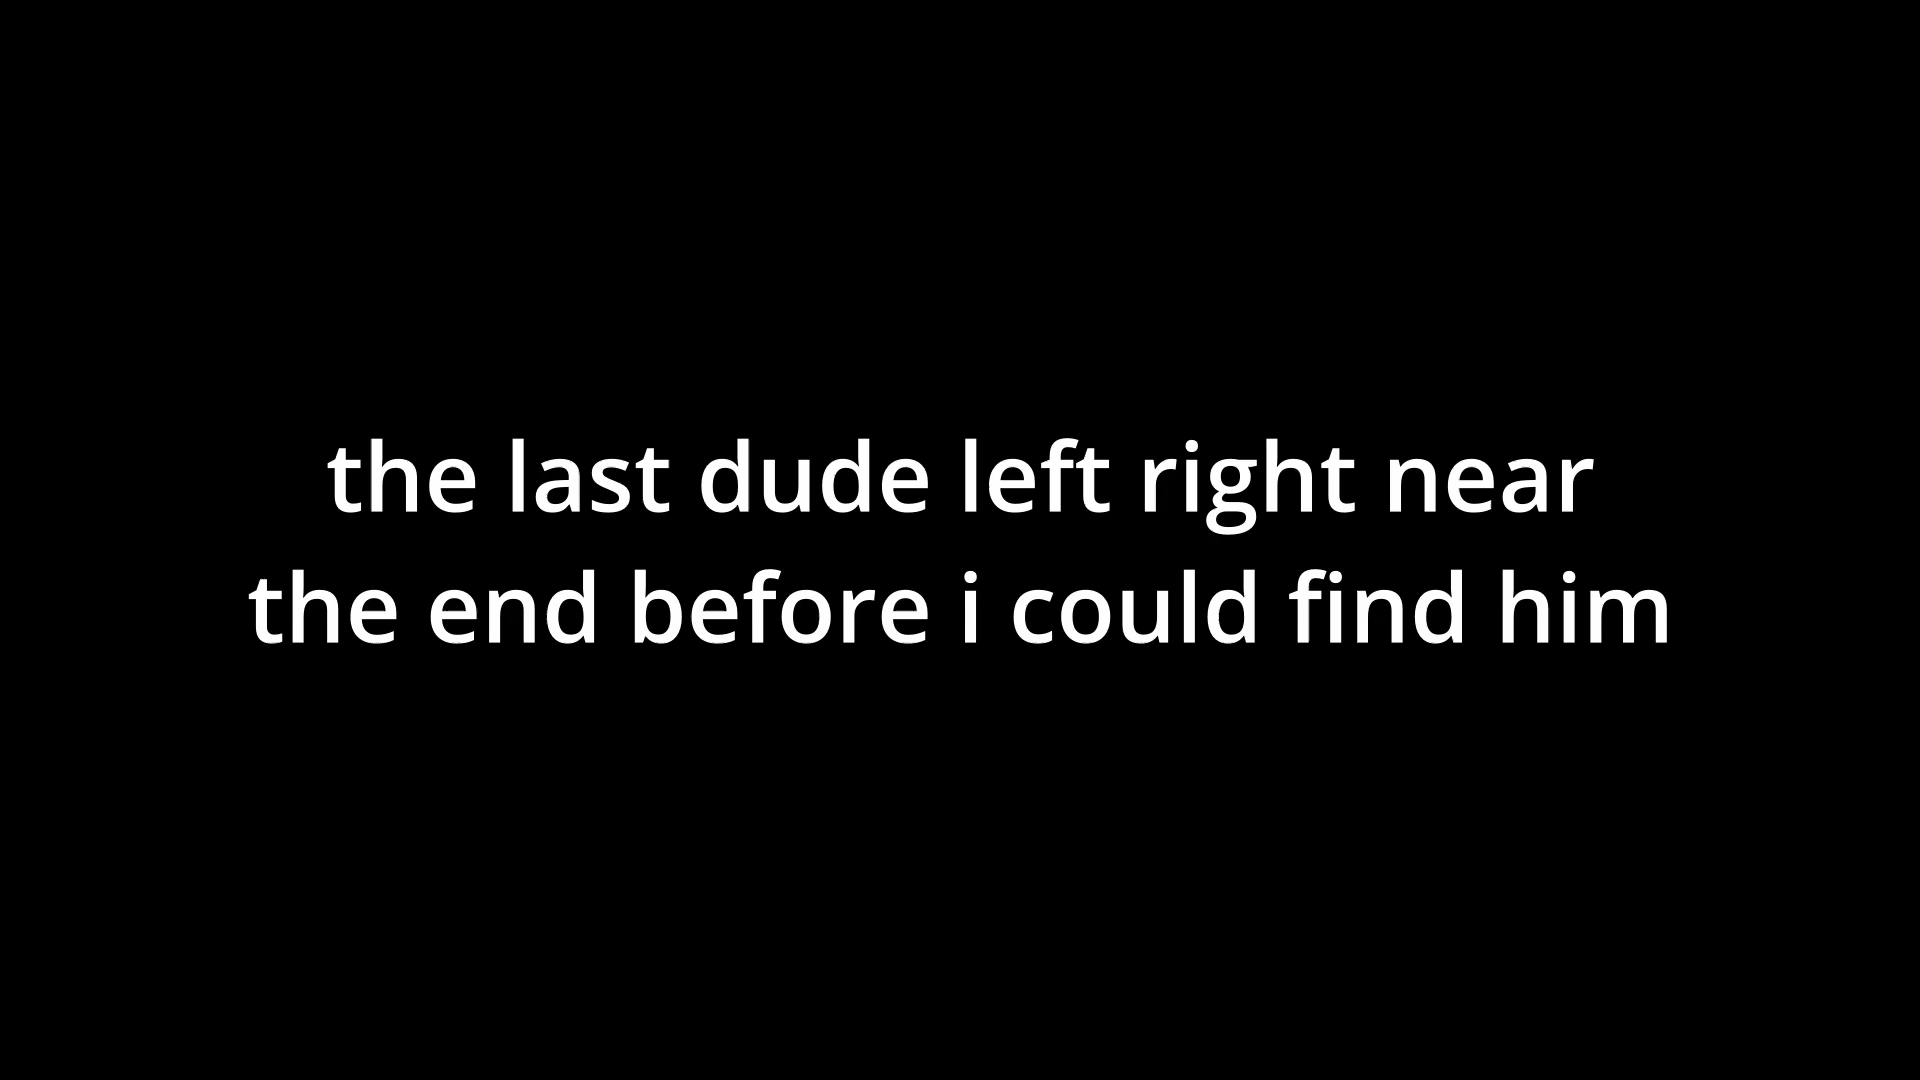 the last dude left right near
the end before i could find him